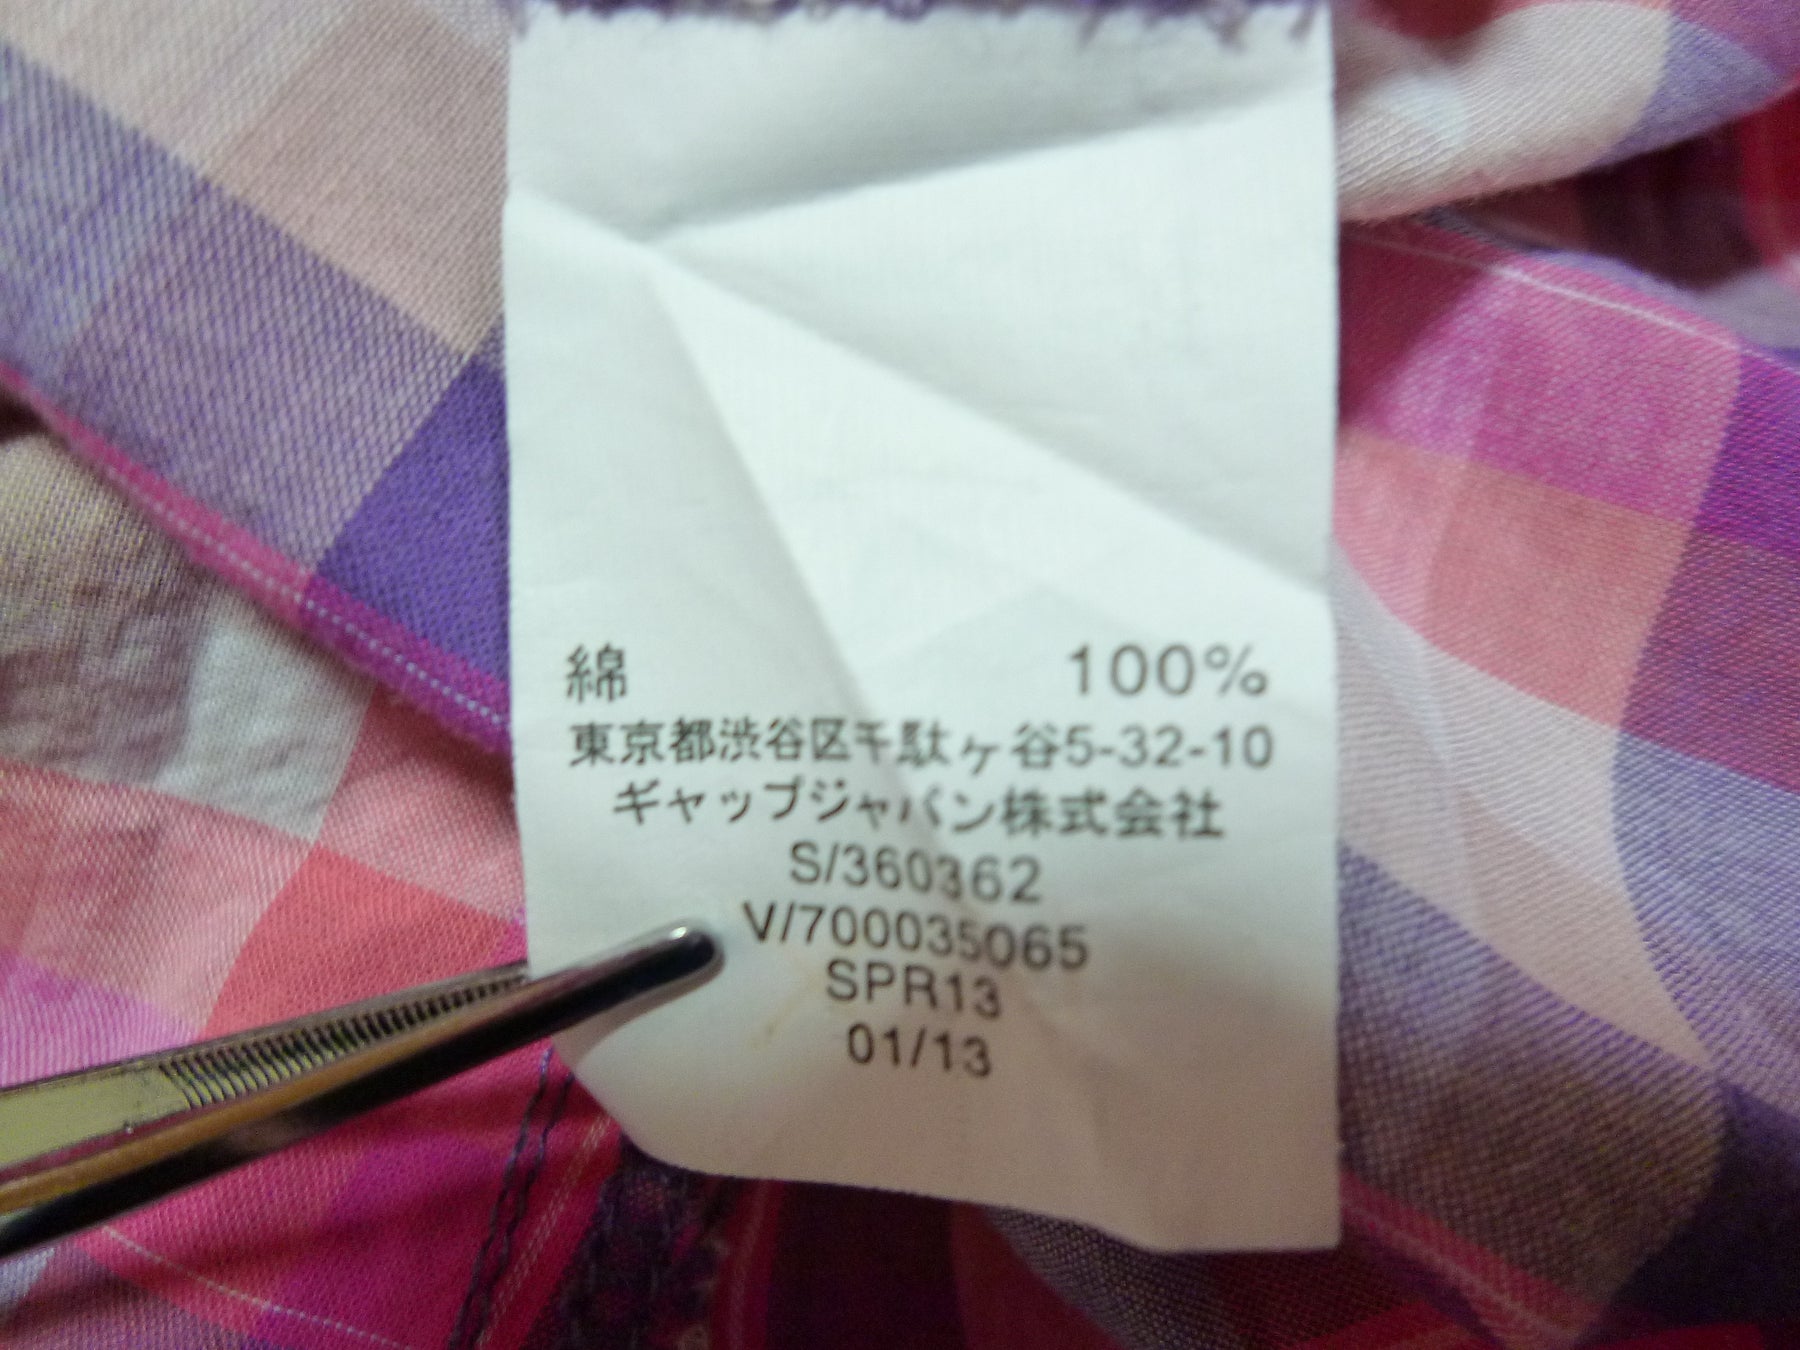 綿 100%
東京都渋谷区千駄ヶ谷5-32-10
ギャップジャパン株式会社
S/360362
V/700035065
SPR13
01/13